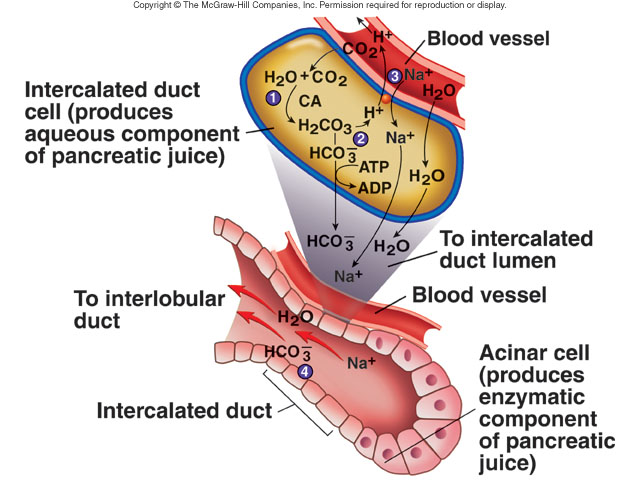 Copyright © The McGraw-Hill Companies, Inc. Permission required for reproduction or display.
H+
CO2
Blood vessel
3 Na+
H2O
H2O + CO2
1
CA
H+
H2CO3
2
Na+
HCO3−
ATP
ADP
H2O
Intercalated duct
cell (produces
aqueous component
of pancreatic juice)
HCO3−
H2O
Na+
To intercalated
duct lumen
Blood vessel
To interlobular
duct
H2O
HCO3−
4
Na+
Intercalated duct
Acinar cell
(produces
enzymatic
component
of pancreatic
juice)